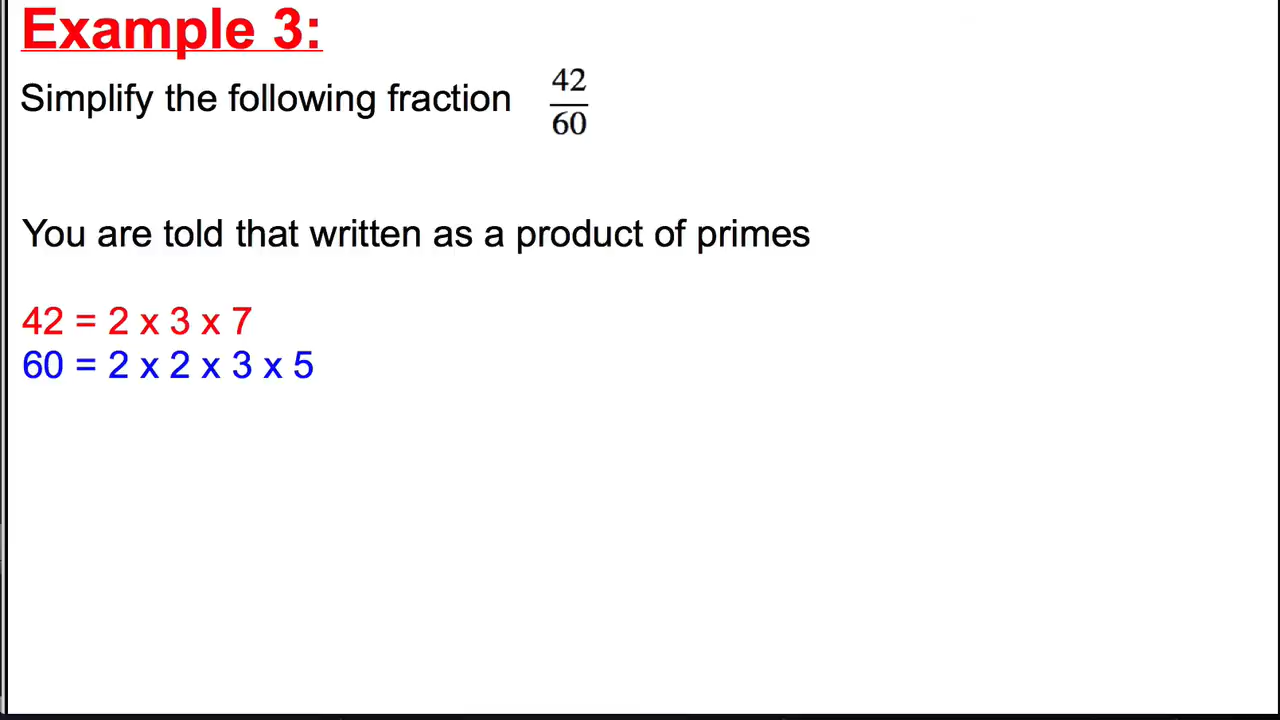 Example 3:
Simplify the following fraction 42/60
You are told that written as a product of primes
42 = 2 x 3 x 7
60 = 2 x 2 x 3 x 5